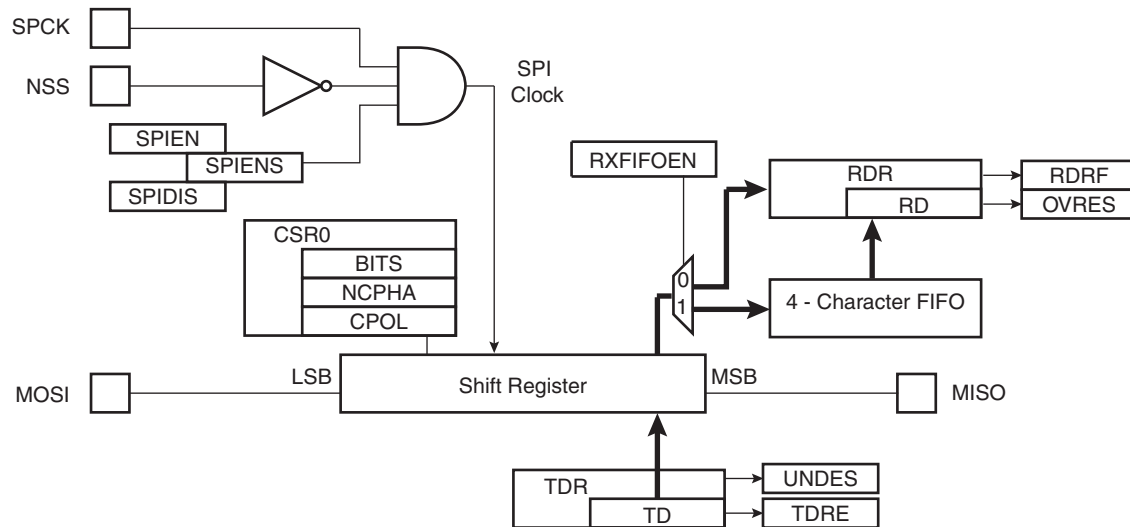 SPCK
NSS
SPI
Clock
SPIEN
SPIENS
SPIDIS
RXFIFOEN
RDR
RD
RDRF
OVRES
CSR0
BITS
NCPHA
CPOL
0
1
4 - Character FIFO
MOSI
LSB
Shift Register
MSB
MISO
TDR
TD
UNDES
TDRE